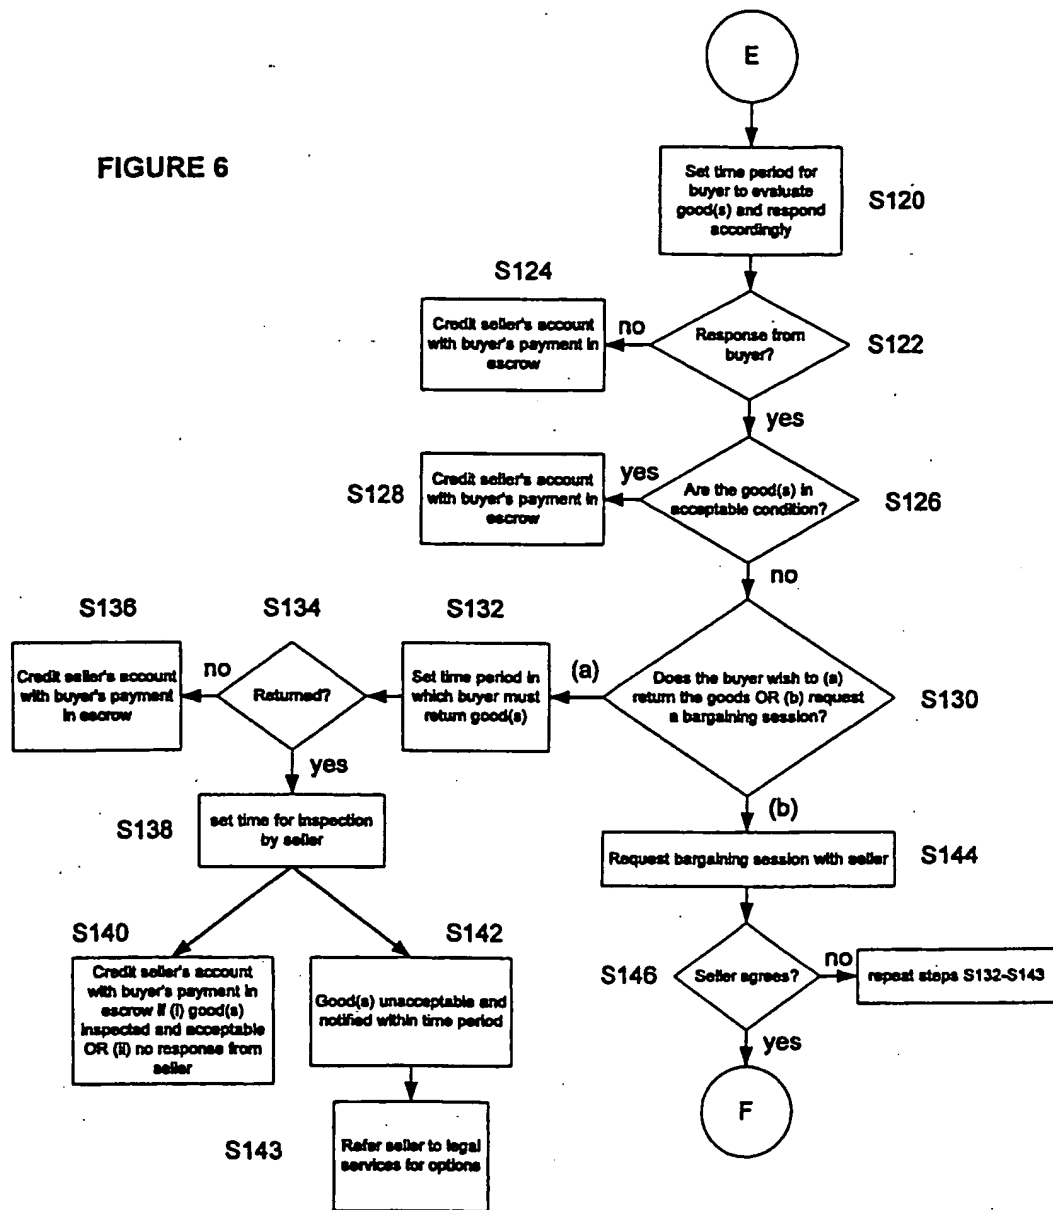 E
FIGURE 6
Set time period for
buyer to evaluate
good(s) and respond
accordingly
S120
S124
Credit seller's account
with buyer's payment in
escrow
no
Response from
buyer?
S122
yes
S128
Credit seller's account
with buyer's payment in
escrow
yes
Are the good(s) in
acceptable condition?
S126
no
S136
S134
S132
Credit seller's account
with buyer's payment
in escrow
no
Returned?
Set time period in
which buyer must
return good(s)
(a)
Does the buyer wish to (a)
return the goods OR (b) request
a bargaining session?
S130
yes
(b)
S138
set time for inspection
by seller
Request bargaining session with seller
S144
S140
S142
Credit seller's account
with buyer's payment in
escrow if (i) good(s)
inspected and acceptable
OR (ii) no response from
seller
Good(s) unacceptable and
notified within time period
S146
Seller agrees?
no
repeat steps S132-S143
yes
F
S143
Refer seller to legal
services for options